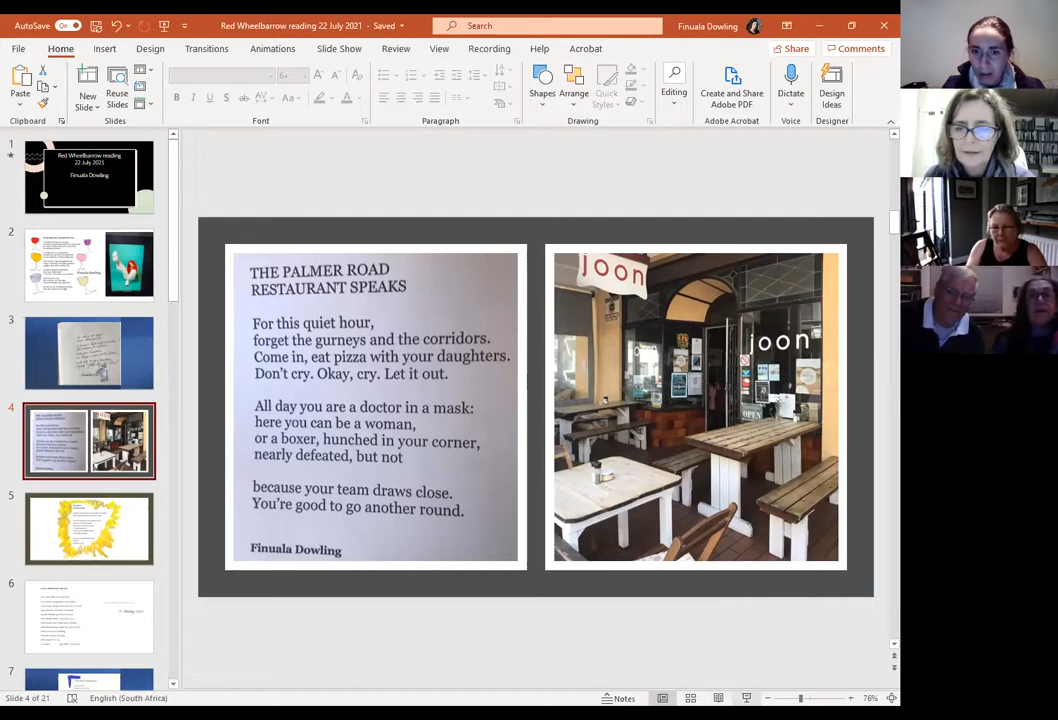 AutoSave On
Red Wheelbarrow reading 22 July 2021 - Saved
Search
Finuala Dowling
File Home Insert Design Transitions Animations Slide Show Review View Recording Help Acrobat Share Comments
Paste
New Slide
Reuse Slides
Shapes
Arrange
Quick Styles
Editing
Create and Share Adobe PDF
Dictate
Design Ideas
Clipboard Slides Font Paragraph Drawing Adobe Acrobat Voice Designer
1
Red Wheelbarrow reading
22 July 2021
Finuala Dowling
2
3
4
5
6
7
THE PALMER ROAD
RESTAURANT SPEAKS
For this quiet hour,
forget the gurneys and the corridors.
Come in, eat pizza with your daughters.
Don't cry. Okay, cry. Let it out.
All day you are a doctor in a mask:
here you can be a woman,
or a boxer, hunched in your corner,
nearly defeated, but not
because your team draws close.
You're good to go another round.
Finuala Dowling
joon
joon
OPEN
Slide 4 of 21
English (South Africa)
Notes
76%